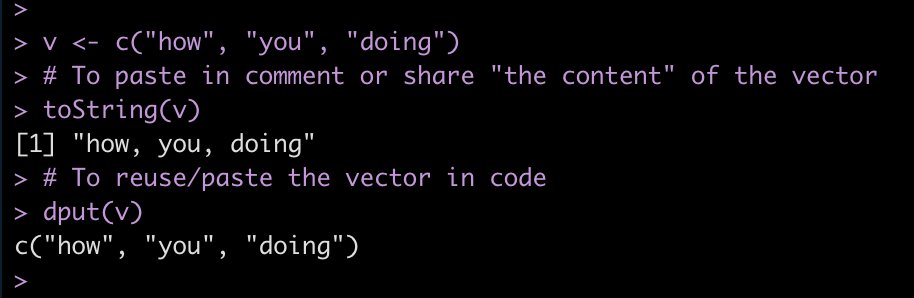 >
> v <- c("how", "you", "doing")
> # To paste in comment or share "the content" of the vector
> toString(v)
[1] "how, you, doing"
> # To reuse/paste the vector in code
> dput(v)
c("how", "you", "doing")
>